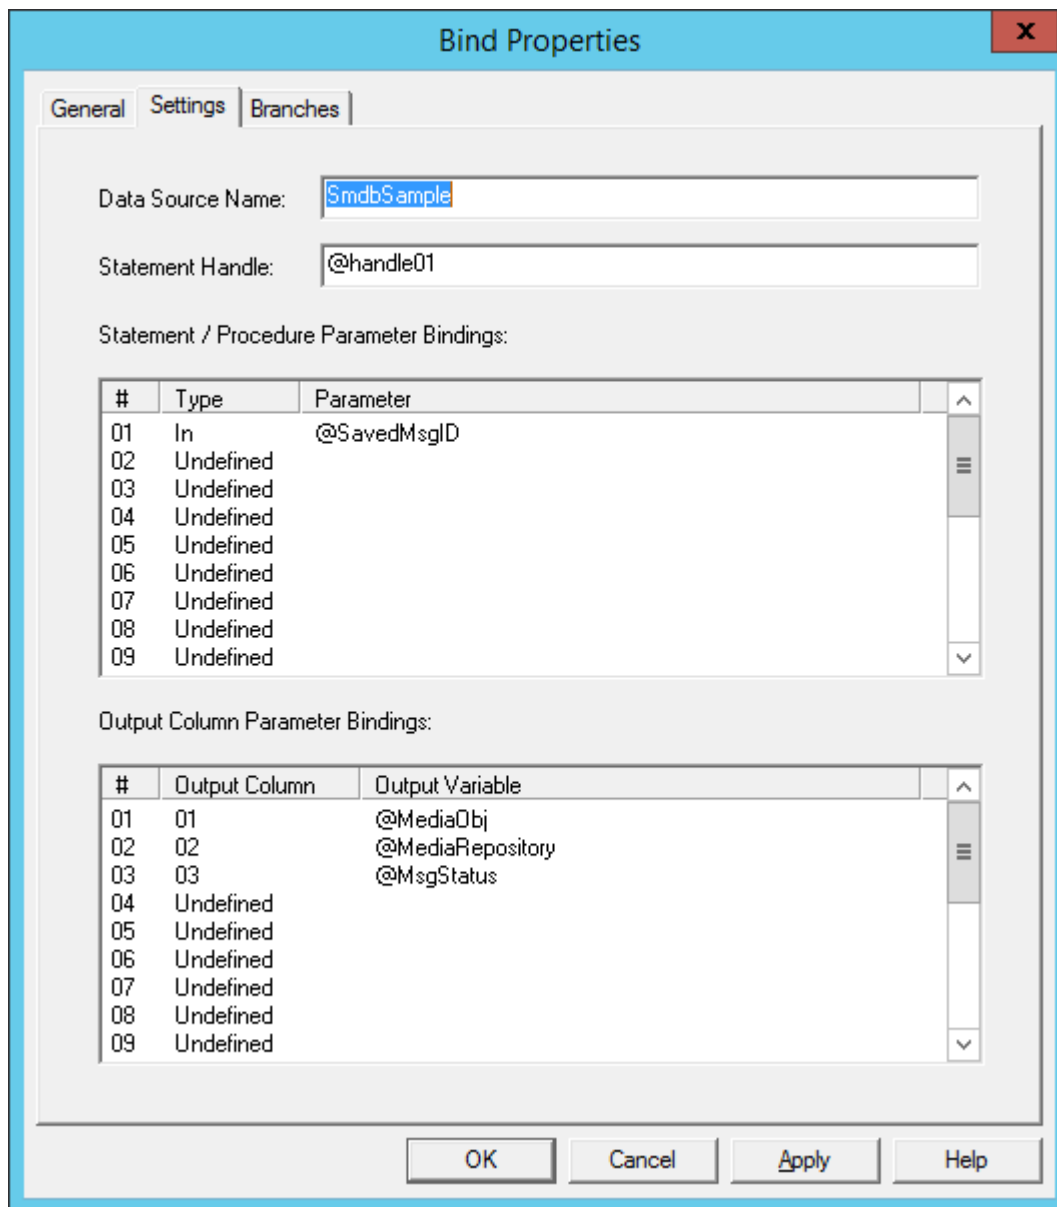 Bind Properties
x
General Settings Branches
Data Source Name: SmdbSample
Statement Handle: @handle01
Statement / Procedure Parameter Bindings:
# Type Parameter
01 In @SavedMsgID
02 Undefined
03 Undefined
04 Undefined
05 Undefined
06 Undefined
07 Undefined
08 Undefined
09 Undefined
Output Column Parameter Bindings:
# Output Column Output Variable
01 01 @MediaObj
02 02 @MediaRepository
03 03 @MsgStatus
04 Undefined
05 Undefined
06 Undefined
07 Undefined
08 Undefined
09 Undefined
OK Cancel Apply Help